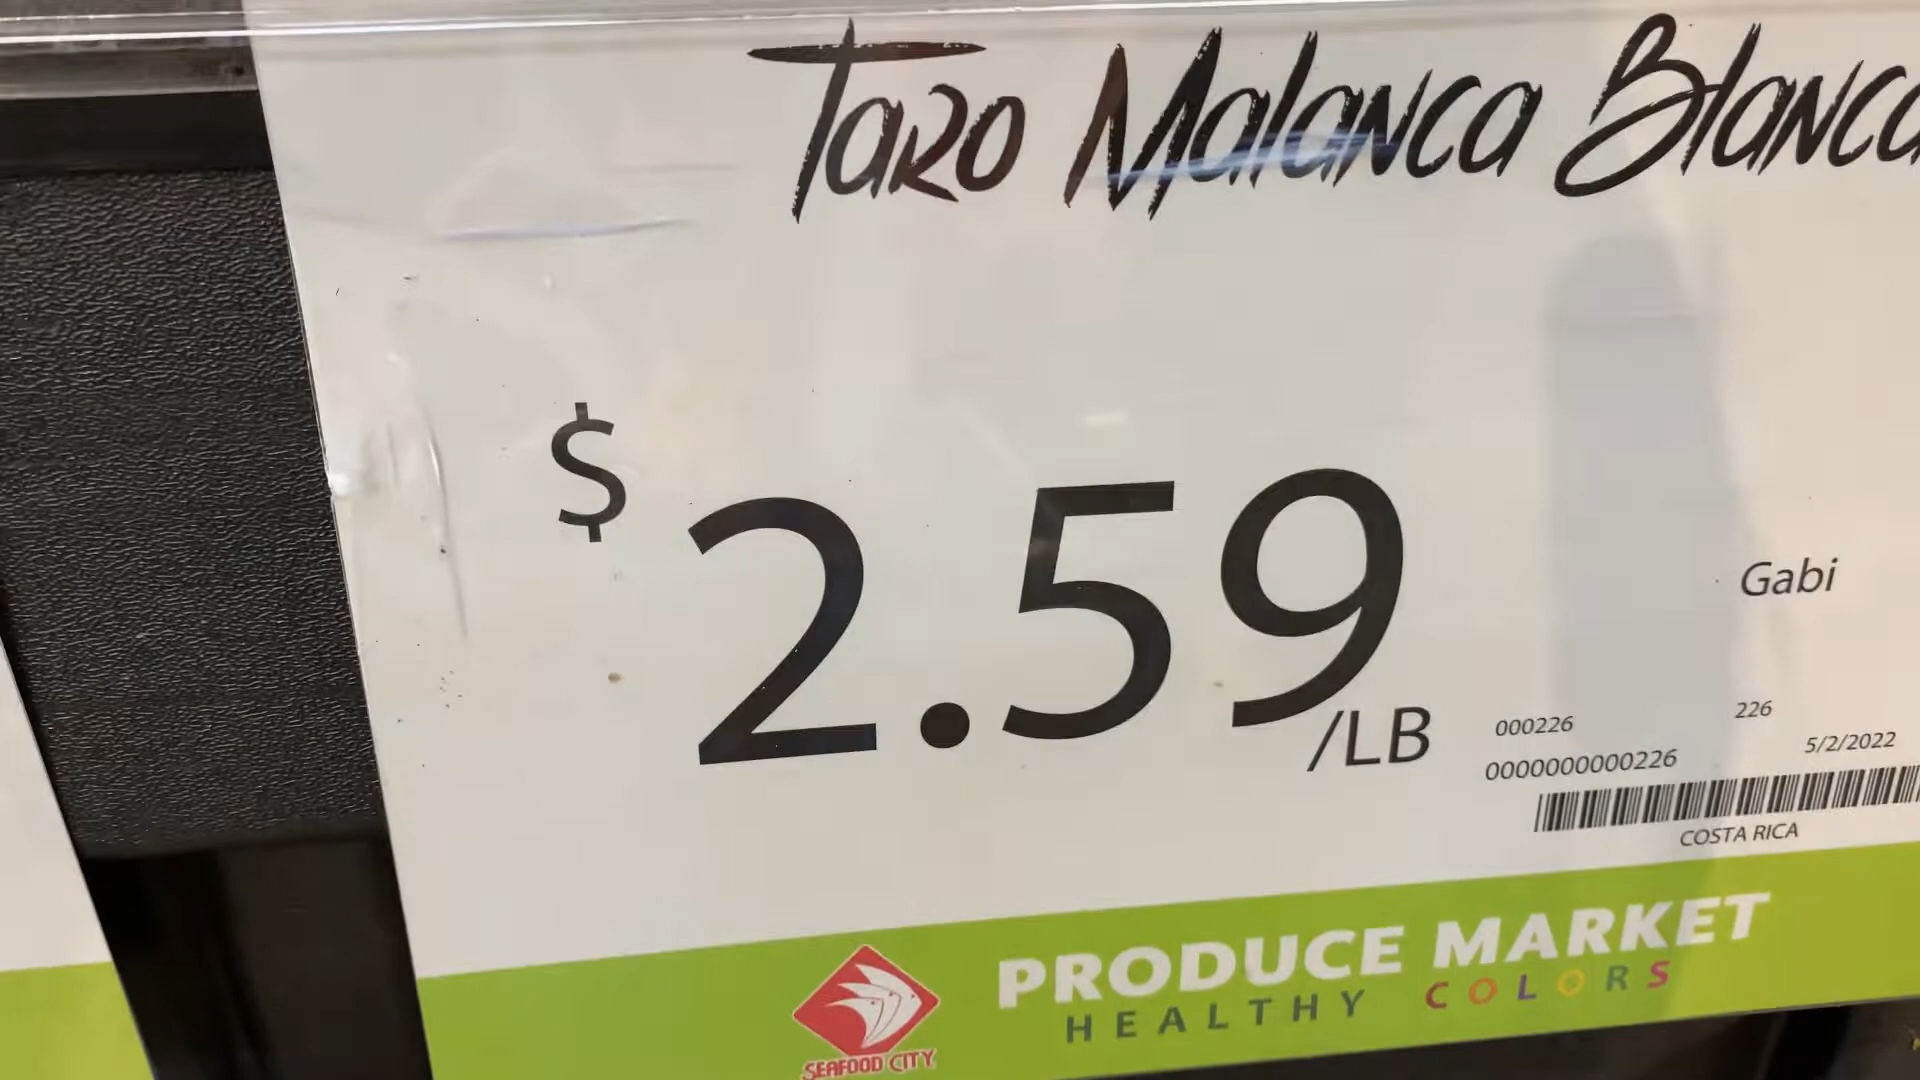 Taro Malanca Blanca
$2.59/LB
Gabi
000226
226
0000000000226
5/2/2022
COSTA RICA
PRODUCE MARKET
HEALTHY COLORS
SEAFOOD CITY